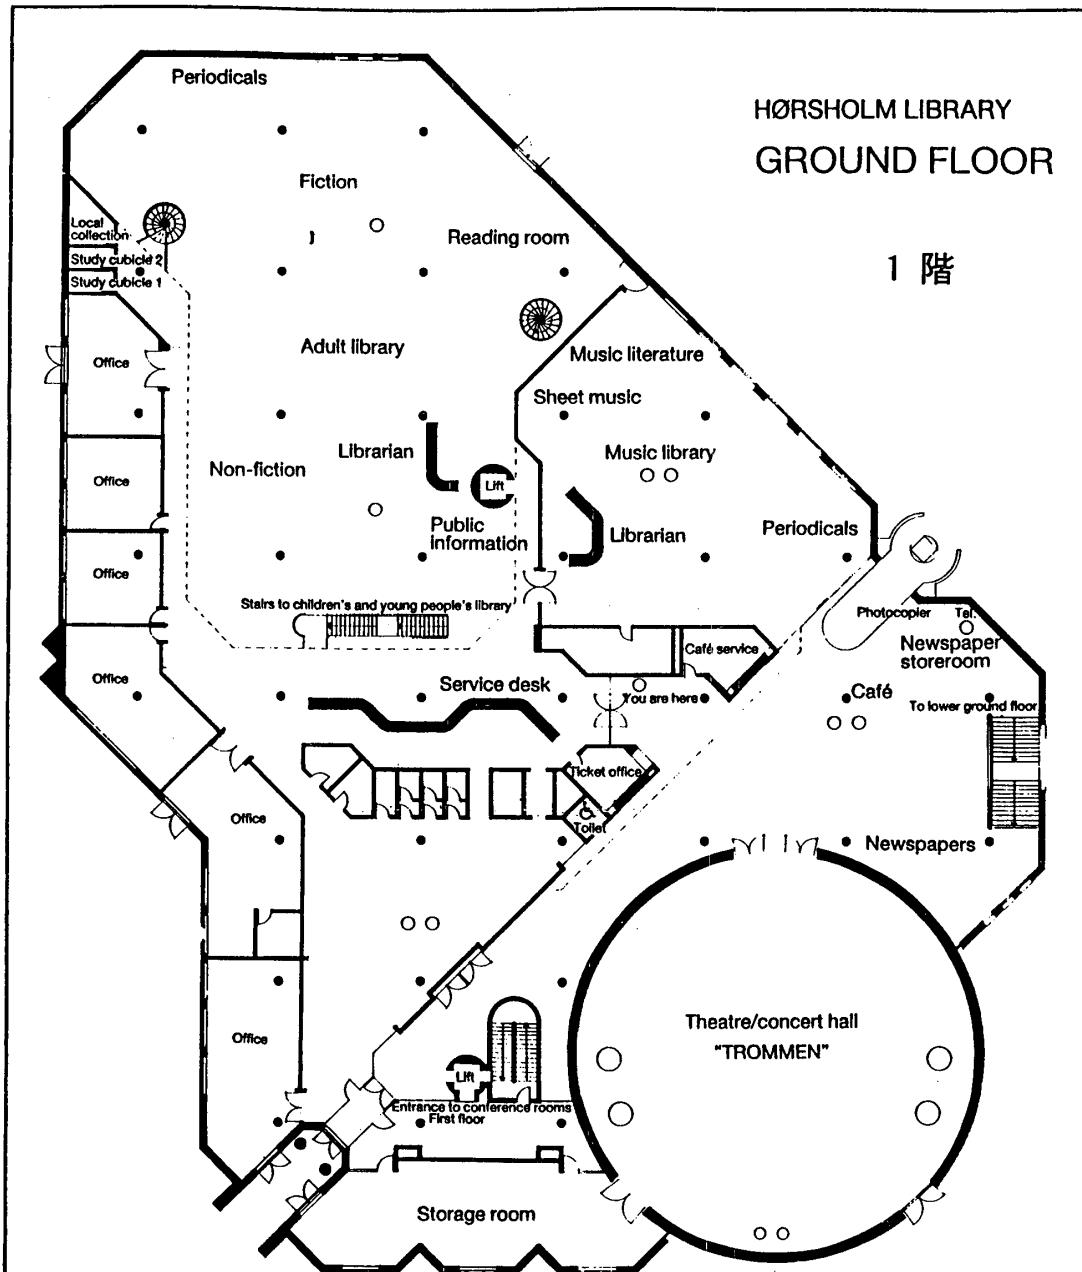 HØRSHOLM LIBRARY
GROUND FLOOR
1 階
Periodicals
Fiction
Local
collection
Reading room
Study cubicle 2
Study cubicle 1
Office
Adult library
Music literature
Sheet music
Librarian
Non-fiction
Music library
Office
Lift
Public
information
Librarian
Periodicals
Office
Stairs to children's and young people's library
Photocopier
Tel.
Newspaper
storeroom
Café service
Office
Service desk
You are here
Café
To lower ground floor
Ticket office
Office
Toilet
Newspapers
Theatre/concert hall
"TROMMEN"
Office
Lift
Entrance to conference rooms
First floor
Storage room